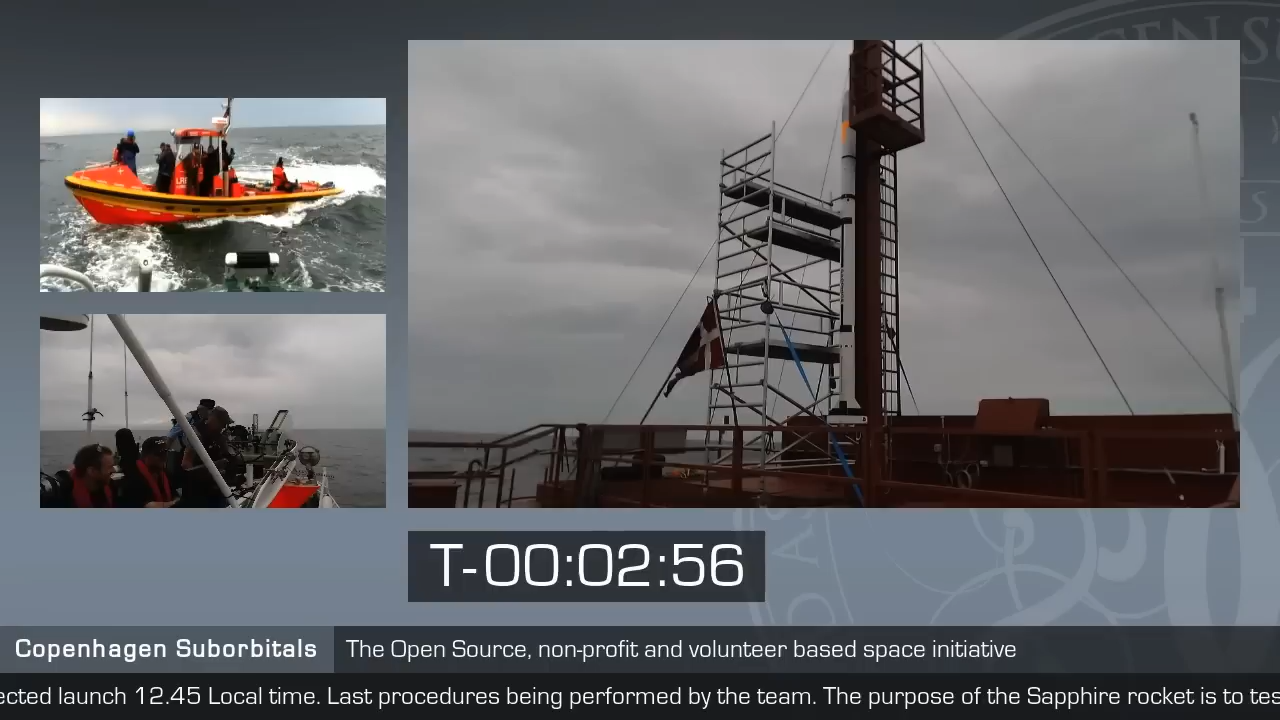 T-00:02:56
Copenhagen Suborbitals
The Open Source, non-profit and volunteer based space initiative
ected launch 12.45 Local time. Last procedures being performed by the team. The purpose of the Sapphire rocket is to tes